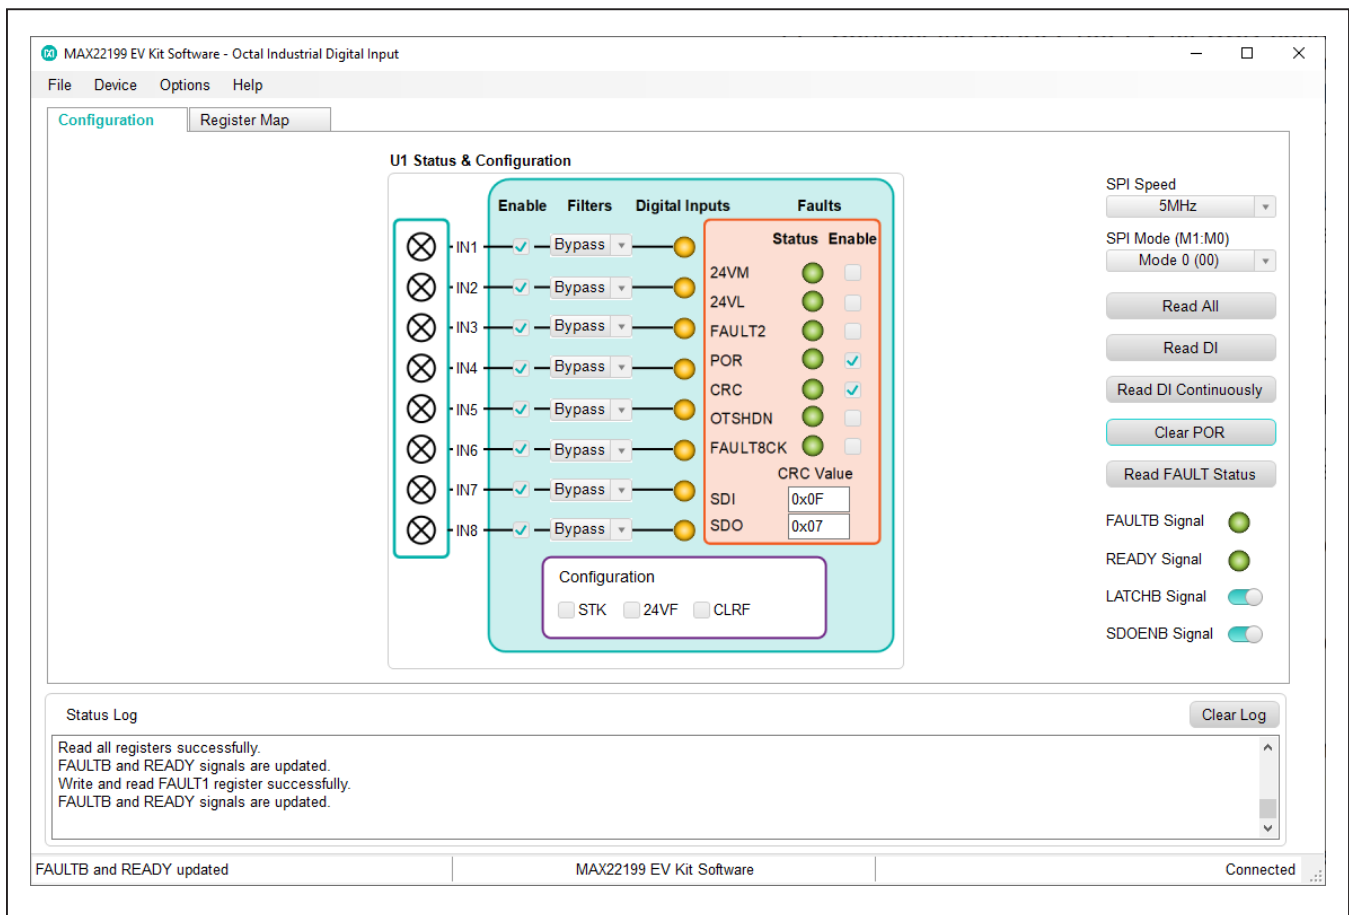 MAX22199 EV Kit Software - Octal Industrial Digital Input
File Device Options Help
Configuration Register Map
U1 Status & Configuration
Enable Filters Digital Inputs Faults
Status Enable
IN1 Bypass
24VM
IN2 Bypass
24VL
IN3 Bypass
FAULT2
IN4 Bypass
POR
CRC
IN5 Bypass
OTSHDN
IN6 Bypass
FAULT8CK
CRC Value
IN7 Bypass
SDI 0x0F
IN8 Bypass
SDO 0x07
Configuration
STK 24VF CLRF
SPI Speed
5MHz
SPI Mode (M1:M0)
Mode 0 (00)
Read All
Read DI
Read DI Continuously
Clear POR
Read FAULT Status
FAULTB Signal
READY Signal
LATCHB Signal
SDOENB Signal
Status Log
Clear Log
Read all registers successfully.
FAULTB and READY signals are updated.
Write and read FAULT1 register successfully.
FAULTB and READY signals are updated.
FAULTB and READY updated MAX22199 EV Kit Software Connected